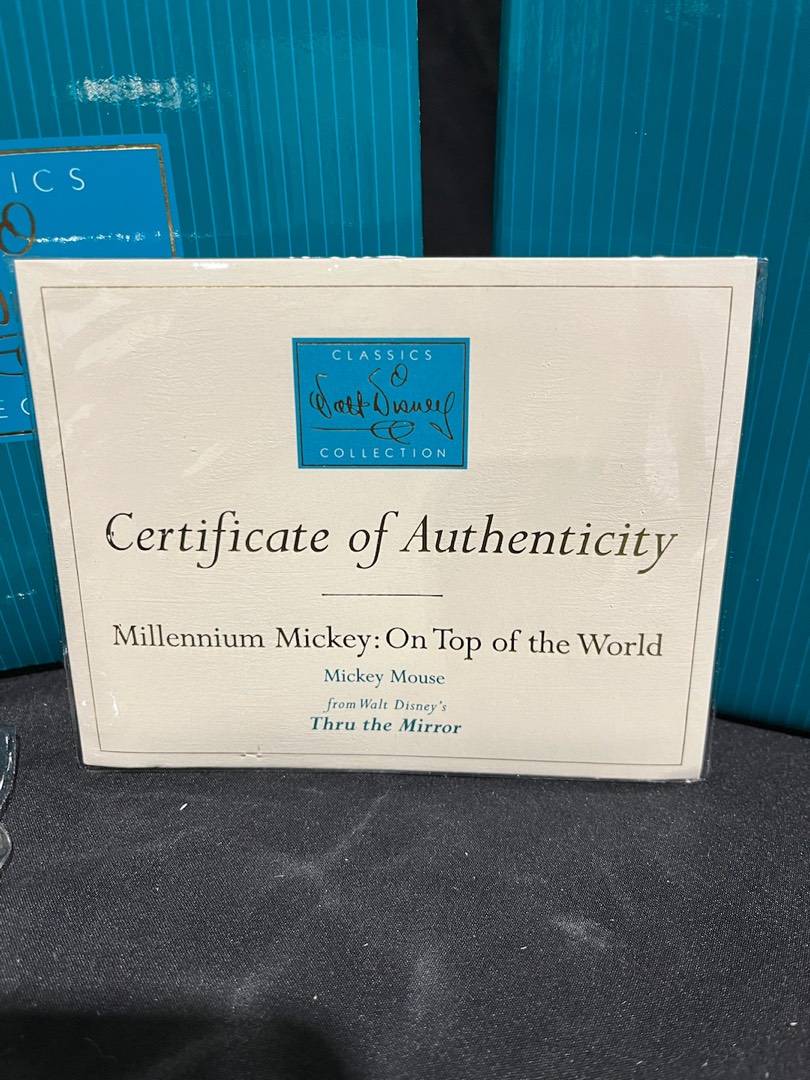 ICS
CLASSICS
Walt Disney
COLLECTION
Certificate of Authenticity
Millennium Mickey: On Top of the World
Mickey Mouse
from Walt Disney's
Thru the Mirror